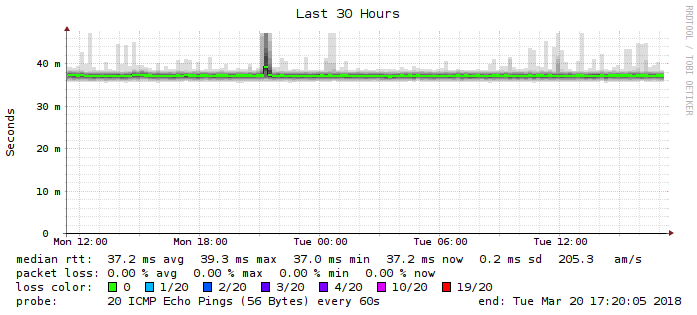 Last 30 Hours
RRDTOOL / TOBI OETIKER
Seconds
40 m
30 m
20 m
10 m
0
Mon 12:00 Mon 18:00 Tue 00:00 Tue 06:00 Tue 12:00
median rtt: 37.2 ms avg 39.3 ms max 37.0 ms min 37.2 ms now 0.2 ms sd 205.3 am/s
packet loss: 0.00 % avg 0.00 % max 0.00 % min 0.00 % now
loss color: 0 1/20 2/20 3/20 4/20 10/20 19/20
probe: 20 ICMP Echo Pings (56 Bytes) every 60s end: Tue Mar 20 17:20:05 2018